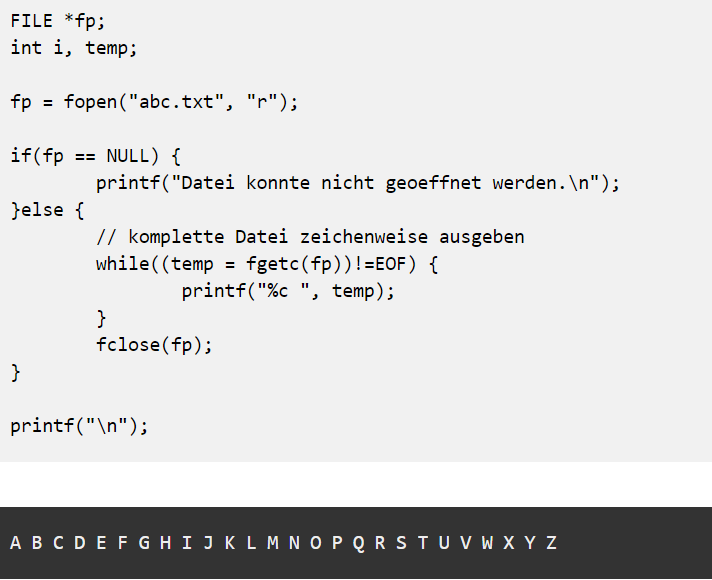 FILE *fp;
int i, temp;
fp = fopen("abc.txt", "r");
if(fp == NULL) {
        printf("Datei konnte nicht geoeffnet werden.\n");
}else {
        // komplette Datei zeichenweise ausgeben
        while((temp = fgetc(fp))!=EOF) {
                printf("%c ", temp);
        }
        fclose(fp);
}
printf("\n");
A B C D E F G H I J K L M N O P Q R S T U V W X Y Z